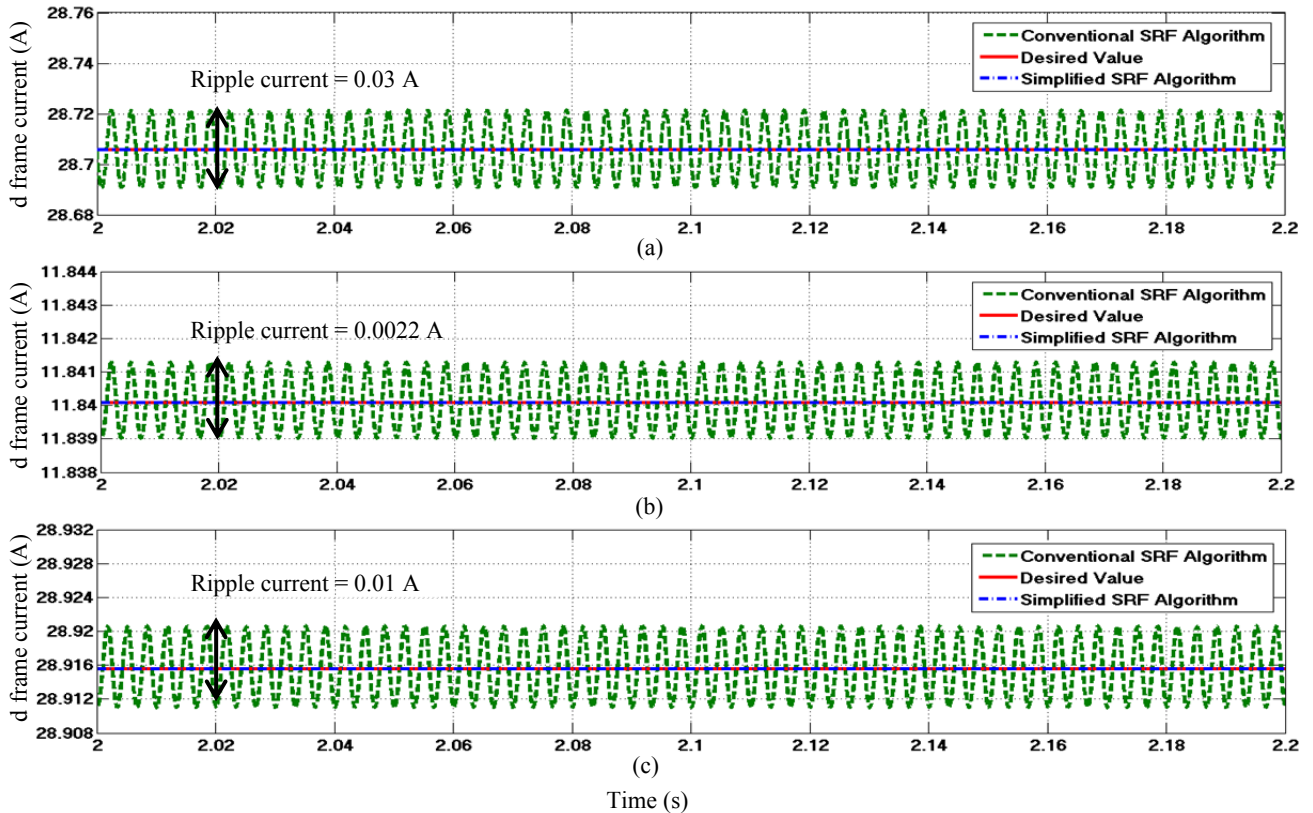 28.76
28.74
28.72
28.7
28.68
d frame current (A)
Ripple current = 0.03 A
Conventional SRF Algorithm
Desired Value
Simplified SRF Algorithm
2 2.02 2.04 2.06 2.08 2.1 2.12 2.14 2.16 2.18 2.2
(a)
11.844
11.843
11.842
11.841
11.84
11.839
11.838
d frame current (A)
Ripple current = 0.0022 A
Conventional SRF Algorithm
Desired Value
Simplified SRF Algorithm
2 2.02 2.04 2.06 2.08 2.1 2.12 2.14 2.16 2.18 2.2
(b)
28.932
28.928
28.924
28.92
28.916
28.912
28.908
d frame current (A)
Ripple current = 0.01 A
Conventional SRF Algorithm
Desired Value
Simplified SRF Algorithm
2 2.02 2.04 2.06 2.08 2.1 2.12 2.14 2.16 2.18 2.2
(c)
Time (s)